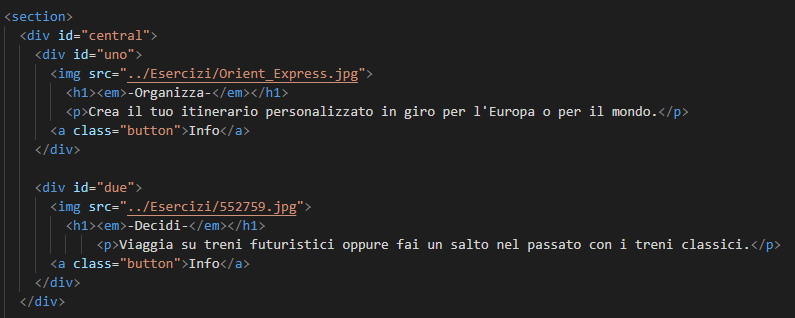 <section>
<div id="central">
<div id="uno">
<img src="../Esercizi/Orient_Express.jpg">
<h1><em>-Organizza-</em></h1>
<p>Crea il tuo itinerario personalizzato in giro per l'Europa o per il mondo.</p>
<a class="button">Info</a>
</div>
<div id="due">
<img src="../Esercizi/552759.jpg">
<h1><em>-Decidi-</em></h1>
<p>Viaggia su treni futuristici oppure fai un salto nel passato con i treni classici.</p>
<a class="button">Info</a>
</div>
</div>